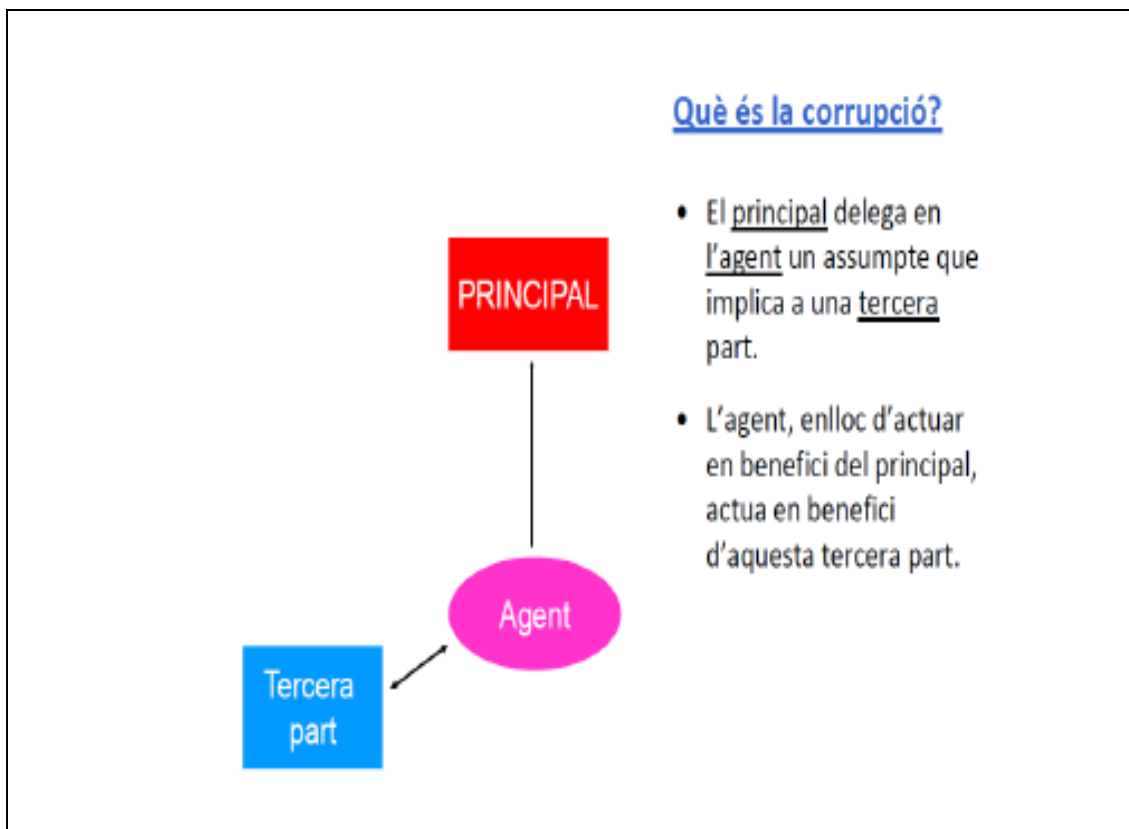 Què és la corrupció?
• El principal delega en
l'agent un assumpte que
implica a una tercera
part.
• L'agent, enlloc d'actuar
en benefici del principal,
actua en benefici
d'aquesta tercera part.
PRINCIPAL
Agent
Tercera
part